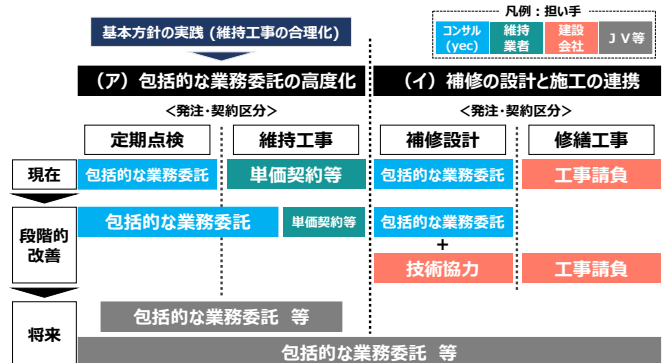 基本方針の実践（維持工事の合理化）
凡例：担い手
コンサル
(yec)
維持
業者
建設
会社
ＪＶ等
（ア）包括的な業務委託の高度化
（イ）補修の設計と施工の連携
＜発注・契約区分＞
＜発注・契約区分＞
定期点検
維持工事
補修設計
修繕工事
現在
包括的な業務委託
単価契約等
包括的な業務委託
工事請負
段階的
改善
包括的な業務委託
単価契約等
包括的な業務委託
+
技術協力
工事請負
将来
包括的な業務委託 等
包括的な業務委託 等